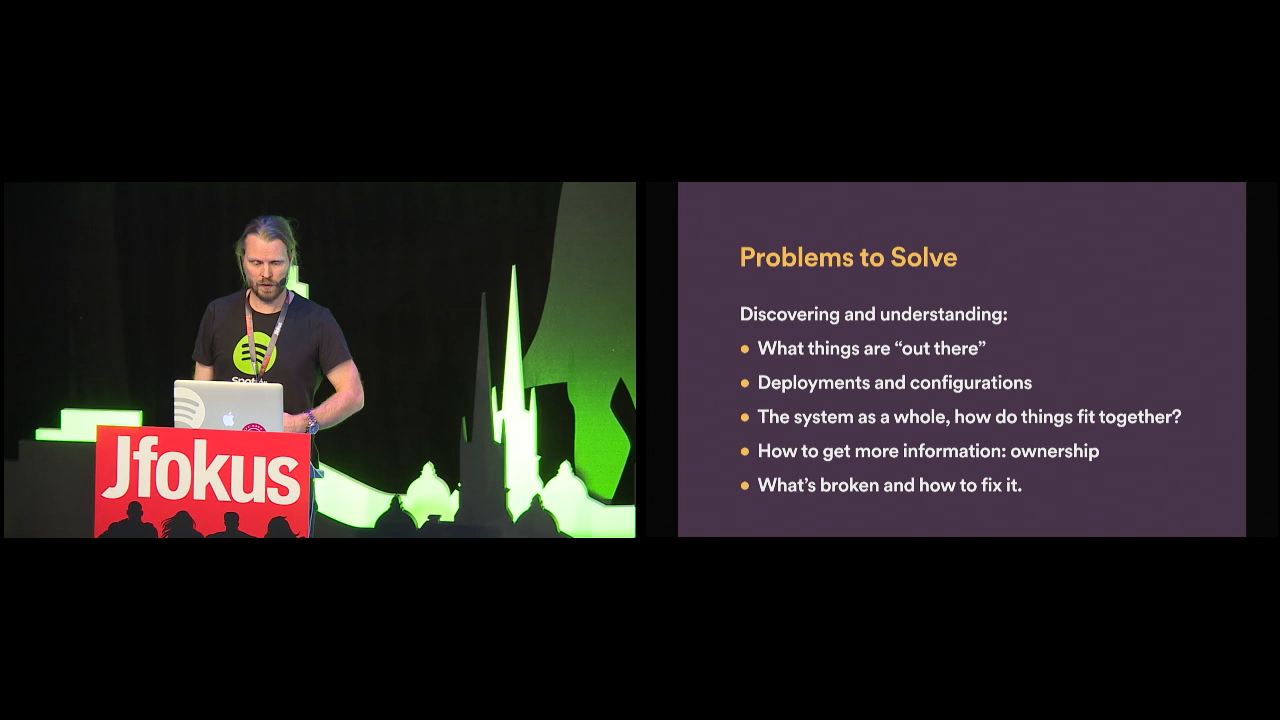 Spotify
Jfokus
Problems to Solve
Discovering and understanding:
• What things are “out there”
• Deployments and configurations
• The system as a whole, how do things fit together?
• How to get more information: ownership
• What’s broken and how to fix it.